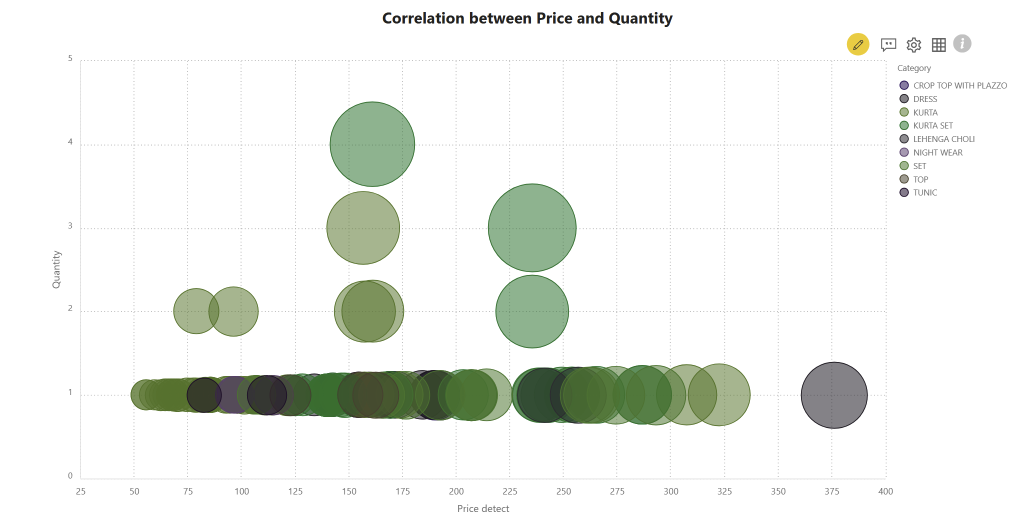 Correlation between Price and Quantity
Category
CROP TOP WITH PLAZZO
DRESS
KURTA
KURTA SET
LEHENGA CHOLI
NIGHT WEAR
SET
TOP
TUNIC
Quantity
5
4
3
2
1
0
25 50 75 100 125 150 175 200 225 250 275 300 325 350 375 400
Price detect